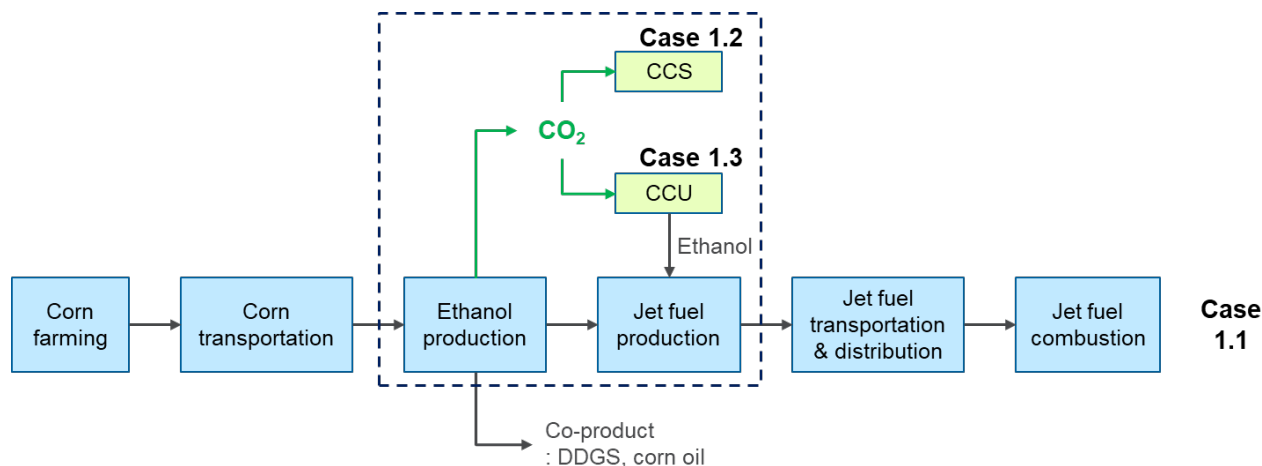 Case 1.2
CCS
CO₂
Case 1.3
CCU
Ethanol
Corn
farming
Corn
transportation
Ethanol
production
Jet fuel
production
Jet fuel
transportation
& distribution
Jet fuel
combustion
Case
1.1
Co-product
: DDGS, corn oil